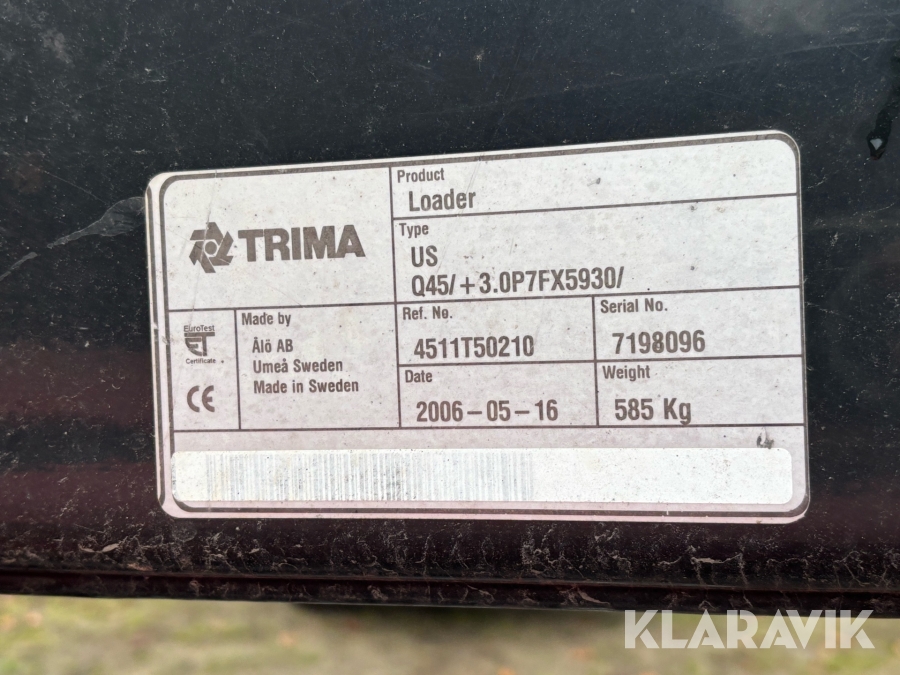 TRIMA
Product
Loader
Type
US
Q45/+3.0P7FX5930/
Ref. No.
4511T50210
Serial No.
7198096
Date
2006-05-16
Weight
585 Kg
EuroTest
ET
Certificate
CE
Made by
Ålö AB
Umeå Sweden
Made in Sweden
KLARAVIK